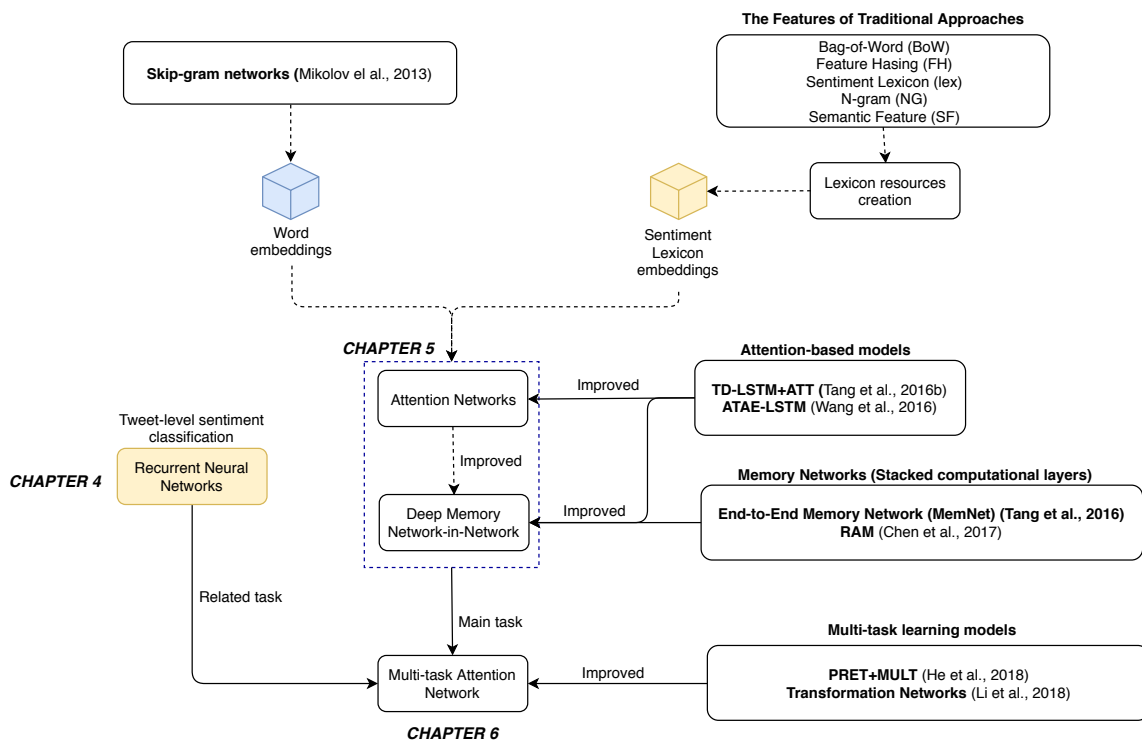 The Features of Traditional Approaches
Bag-of-Word (BoW)
Feature Hasing (FH)
Sentiment Lexicon (lex)
N-gram (NG)
Semantic Feature (SF)
Skip-gram networks (Mikolov el al., 2013)
Lexicon resources
creation
Word
embeddings
Sentiment
Lexicon
embeddings
CHAPTER 5
Attention-based models
Attention Networks
Improved
TD-LSTM+ATT (Tang et al., 2016b)
ATAE-LSTM (Wang et al., 2016)
Tweet-level sentiment
classification
CHAPTER 4
Recurrent Neural
Networks
Improved
Memory Networks (Stacked computational layers)
Deep Memory
Network-in-Network
Improved
End-to-End Memory Network (MemNet) (Tang et al., 2016)
RAM (Chen et al., 2017)
Related task
Main task
Multi-task learning models
Multi-task Attention
Network
Improved
PRET+MULT (He et al., 2018)
Transformation Networks (Li et al., 2018)
CHAPTER 6